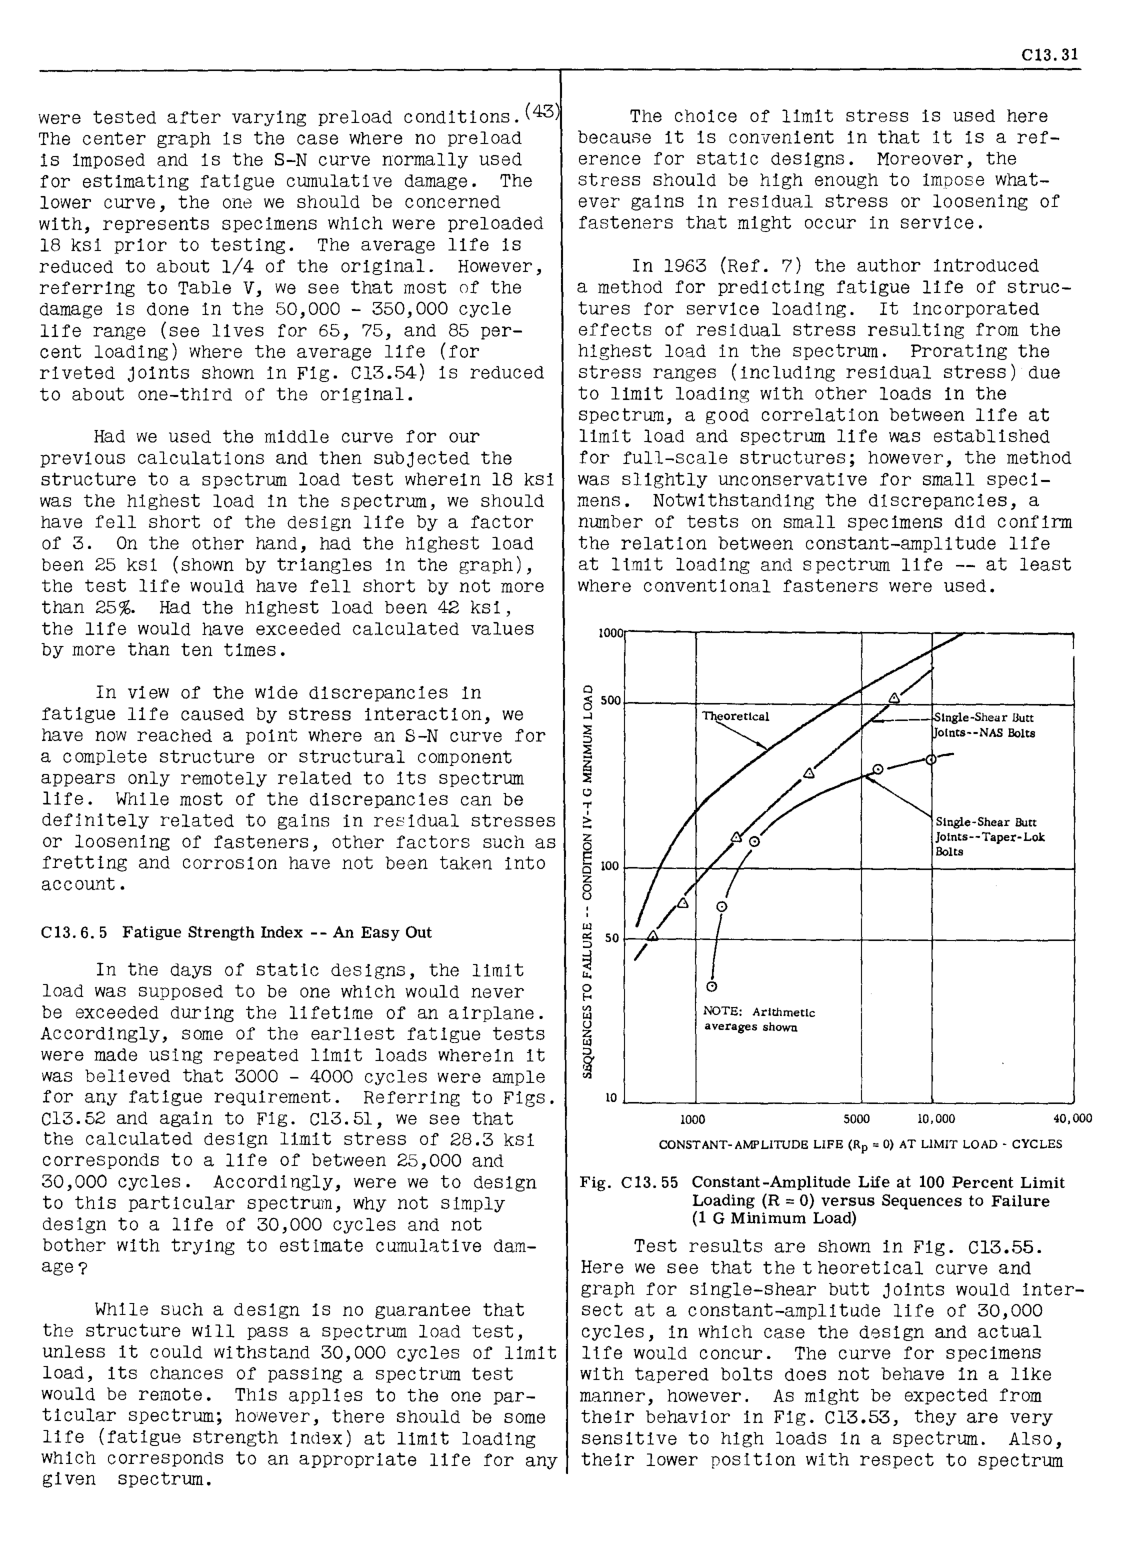 C13.31
were tested after varying preload conditions.(43)
The center graph is the case where no preload
is imposed and is the S-N curve normally used
for estimating fatigue cumulative damage. The
lower curve, the one we should be concerned
with, represents specimens which were preloaded
18 ksi prior to testing. The average life is
reduced to about 1/4 of the original. However,
referring to Table V, we see that most of the
damage is done in the 50,000 - 350,000 cycle
life range (see lives for 65, 75, and 85 per-
cent loading) where the average life (for
riveted joints shown in Fig. C13.54) is reduced
to about one-third of the original.
Had we used the middle curve for our
previous calculations and then subjected the
structure to a spectrum load test wherein 18 ksi
was the highest load in the spectrum, we should
have fell short of the design life by a factor
of 3. On the other hand, had the highest load
been 25 ksi (shown by triangles in the graph),
the test life would have fell short by not more
than 25%. Had the highest load been 42 ksi,
the life would have exceeded calculated values
by more than ten times.
In view of the wide discrepancies in
fatigue life caused by stress interaction, we
have now reached a point where an S-N curve for
a complete structure or structural component
appears only remotely related to its spectrum
life. While most of the discrepancies can be
definitely related to gains in residual stresses
or loosening of fasteners, other factors such as
fretting and corrosion have not been taken into
account.
C13.6.5 Fatigue Strength Index -- An Easy Out
In the days of static designs, the limit
load was supposed to be one which would never
be exceeded during the lifetime of an airplane.
Accordingly, some of the earliest fatigue tests
were made using repeated limit loads wherein it
was believed that 3000 - 4000 cycles were ample
for any fatigue requirement. Referring to Figs.
C13.52 and again to Fig. C13.51, we see that
the calculated design limit stress of 28.3 ksi
corresponds to a life of between 25,000 and
30,000 cycles. Accordingly, were we to design
to this particular spectrum, why not simply
design to a life of 30,000 cycles and not
bother with trying to estimate cumulative dam-
age?
While such a design is no guarantee that
the structure will pass a spectrum load test,
unless it could withstand 30,000 cycles of limit
load, its chances of passing a spectrum test
would be remote. This applies to the one par-
ticular spectrum; however, there should be some
life (fatigue strength index) at limit loading
which corresponds to an appropriate life for any
given spectrum.
The choice of limit stress is used here
because it is convenient in that it is a ref-
erence for static designs. Moreover, the
stress should be high enough to impose what-
ever gains in residual stress or loosening of
fasteners that might occur in service.
In 1963 (Ref. 7) the author introduced
a method for predicting fatigue life of struc-
tures for service loading. It incorporated
effects of residual stress resulting from the
highest load in the spectrum. Prorating the
stress ranges (including residual stress) due
to limit loading with other loads in the
spectrum, a good correlation between life at
limit load and spectrum life was established
for full-scale structures; however, the method
was slightly unconservative for small speci-
mens. Notwithstanding the discrepancies, a
number of tests on small specimens did confirm
the relation between constant-amplitude life
at limit loading and spectrum life -- at least
where conventional fasteners were used.
SEQUENCES TO FAILURE -- CONDITION IV-1 G MINIMUM LOAD
1000
500
100
50
10
Theoretical
Single-Shear Butt
Joints--NAS Bolts
Single-Shear Butt
Joints--Taper-Lok
Bolts
NOTE: Arithmetic
averages shown
1000 5000 10,000 40,000
CONSTANT-AMPLITUDE LIFE (Rp = 0) AT LIMIT LOAD - CYCLES
Fig. C13.55 Constant-Amplitude Life at 100 Percent Limit
Loading (R = 0) versus Sequences to Failure
(1 G Minimum Load)
Test results are shown in Fig. C13.55.
Here we see that the theoretical curve and
graph for single-shear butt joints would inter-
sect at a constant-amplitude life of 30,000
cycles, in which case the design and actual
life would concur. The curve for specimens
with tapered bolts does not behave in a like
manner, however. As might be expected from
their behavior in Fig. C13.53, they are very
sensitive to high loads in a spectrum. Also,
their lower position with respect to spectrum